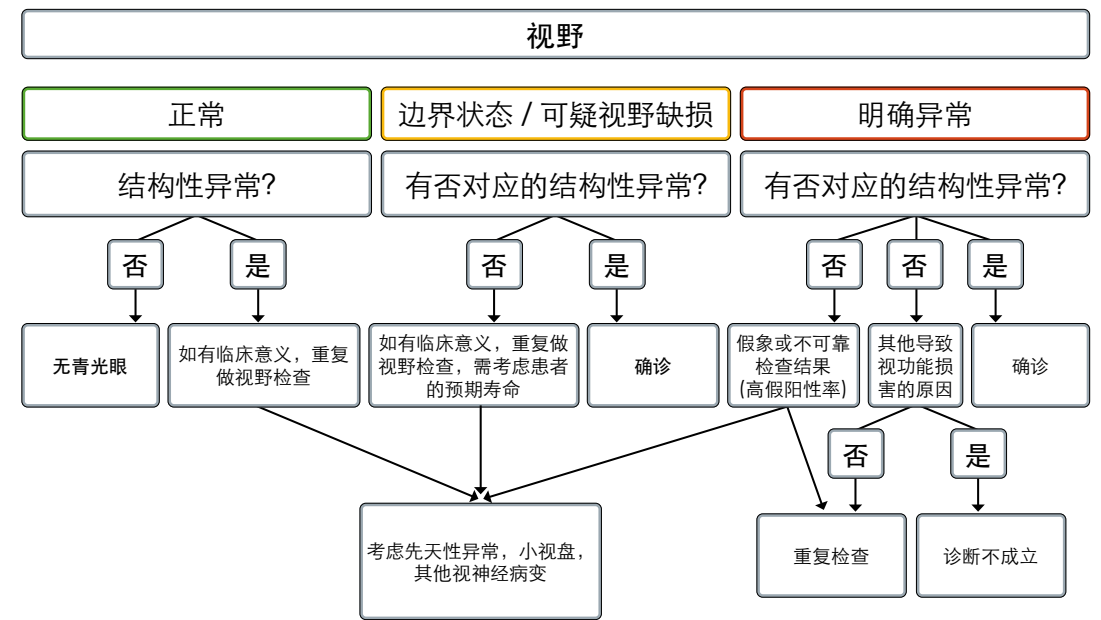 视野
正常
边界状态 / 可疑视野缺损
明确异常
结构性异常?
有否对应的结构性异常?
有否对应的结构性异常?
否
是
否
是
否
否
是
无青光眼
如有临床意义，重复
做视野检查
如有临床意义，重复做
视野检查，需考虑患者
的预期寿命
确诊
假象或不可靠
检查结果
(高假阳性率)
其他导致
视功能损
害的原因
确诊
否
是
考虑先天性异常，小视盘，
其他视神经病变
重复检查
诊断不成立